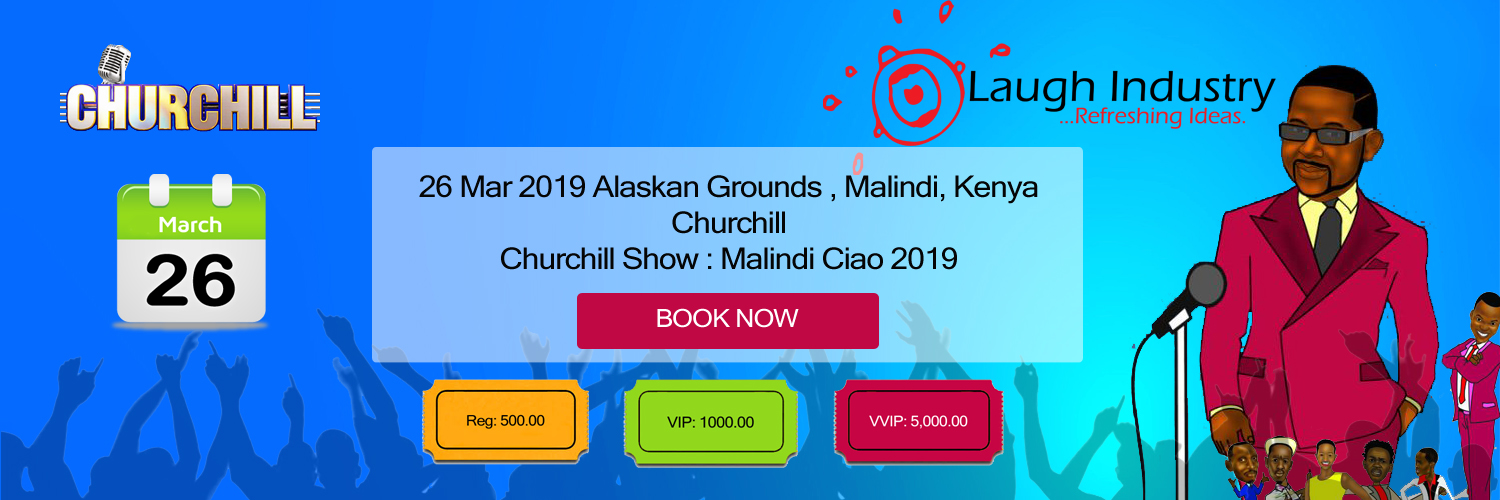 CHURCHILL
Laugh Industry
...Refreshing Ideas.
March
26
26 Mar 2019 Alaskan Grounds , Malindi, Kenya
Churchill
Churchill Show : Malindi Ciao 2019
BOOK NOW
Reg: 500.00
VIP: 1000.00
VVIP: 5,000.00